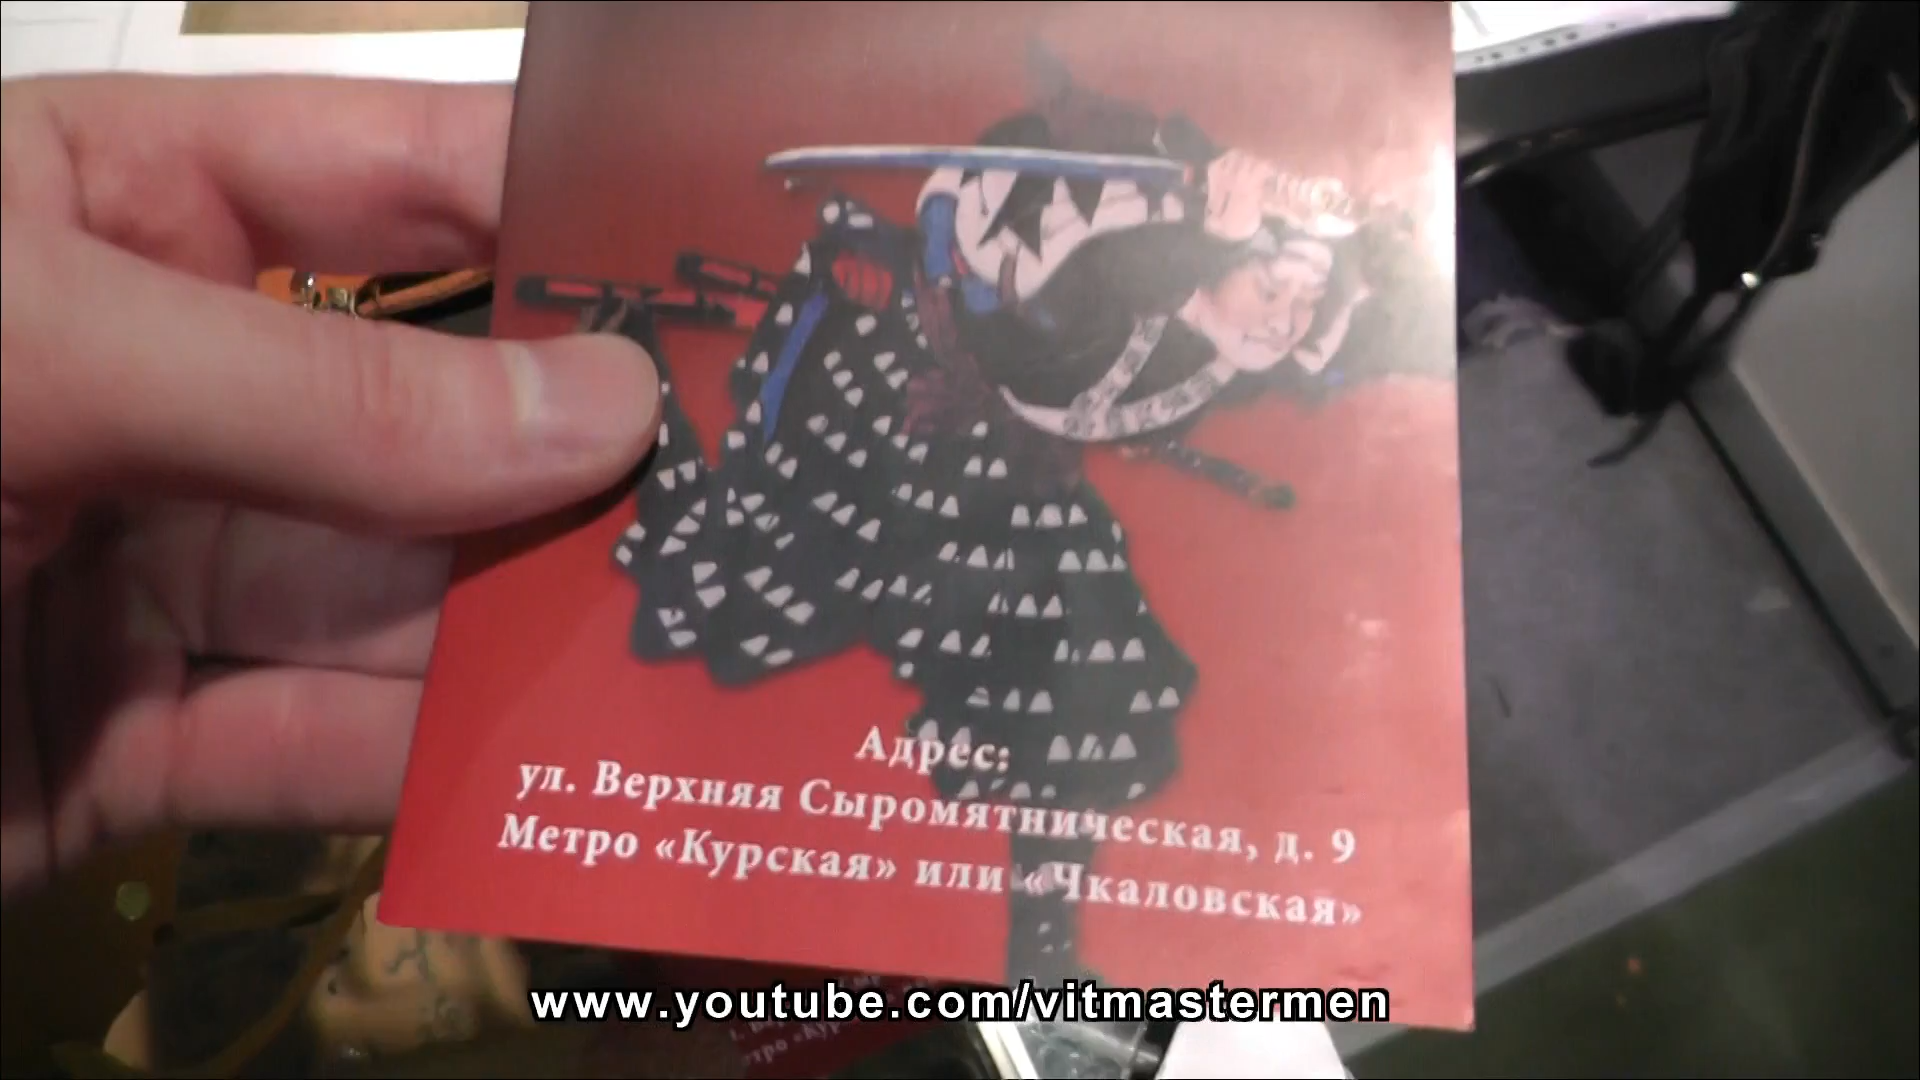 Адрес:
ул. Верхняя Сыромятническая, д. 9
Метро «Курская» или «Чкаловская»
www.youtube.com/vitmastermen